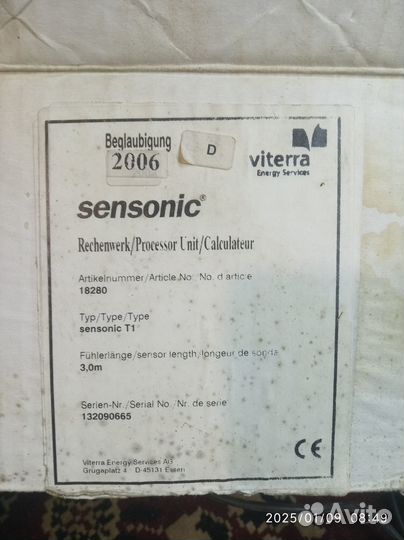 Beglaubigung
2006
D
viterra
Energy Services
sensonic®
Rechenwerk/Processor Unit/Calculateur
Artikelnummer/Article.No./No. d article
18280
Typ/Type/Type
sensonic T1
Fühlerlänge/sensor length/longeur de sonde
3,0m
Serien-Nr./Serial No./Nr. de serie
132090665
Viterra Energy Services AG
Grugaplatz 4 D-45131 Essen
CE
2025/01/09 08:49
Avito